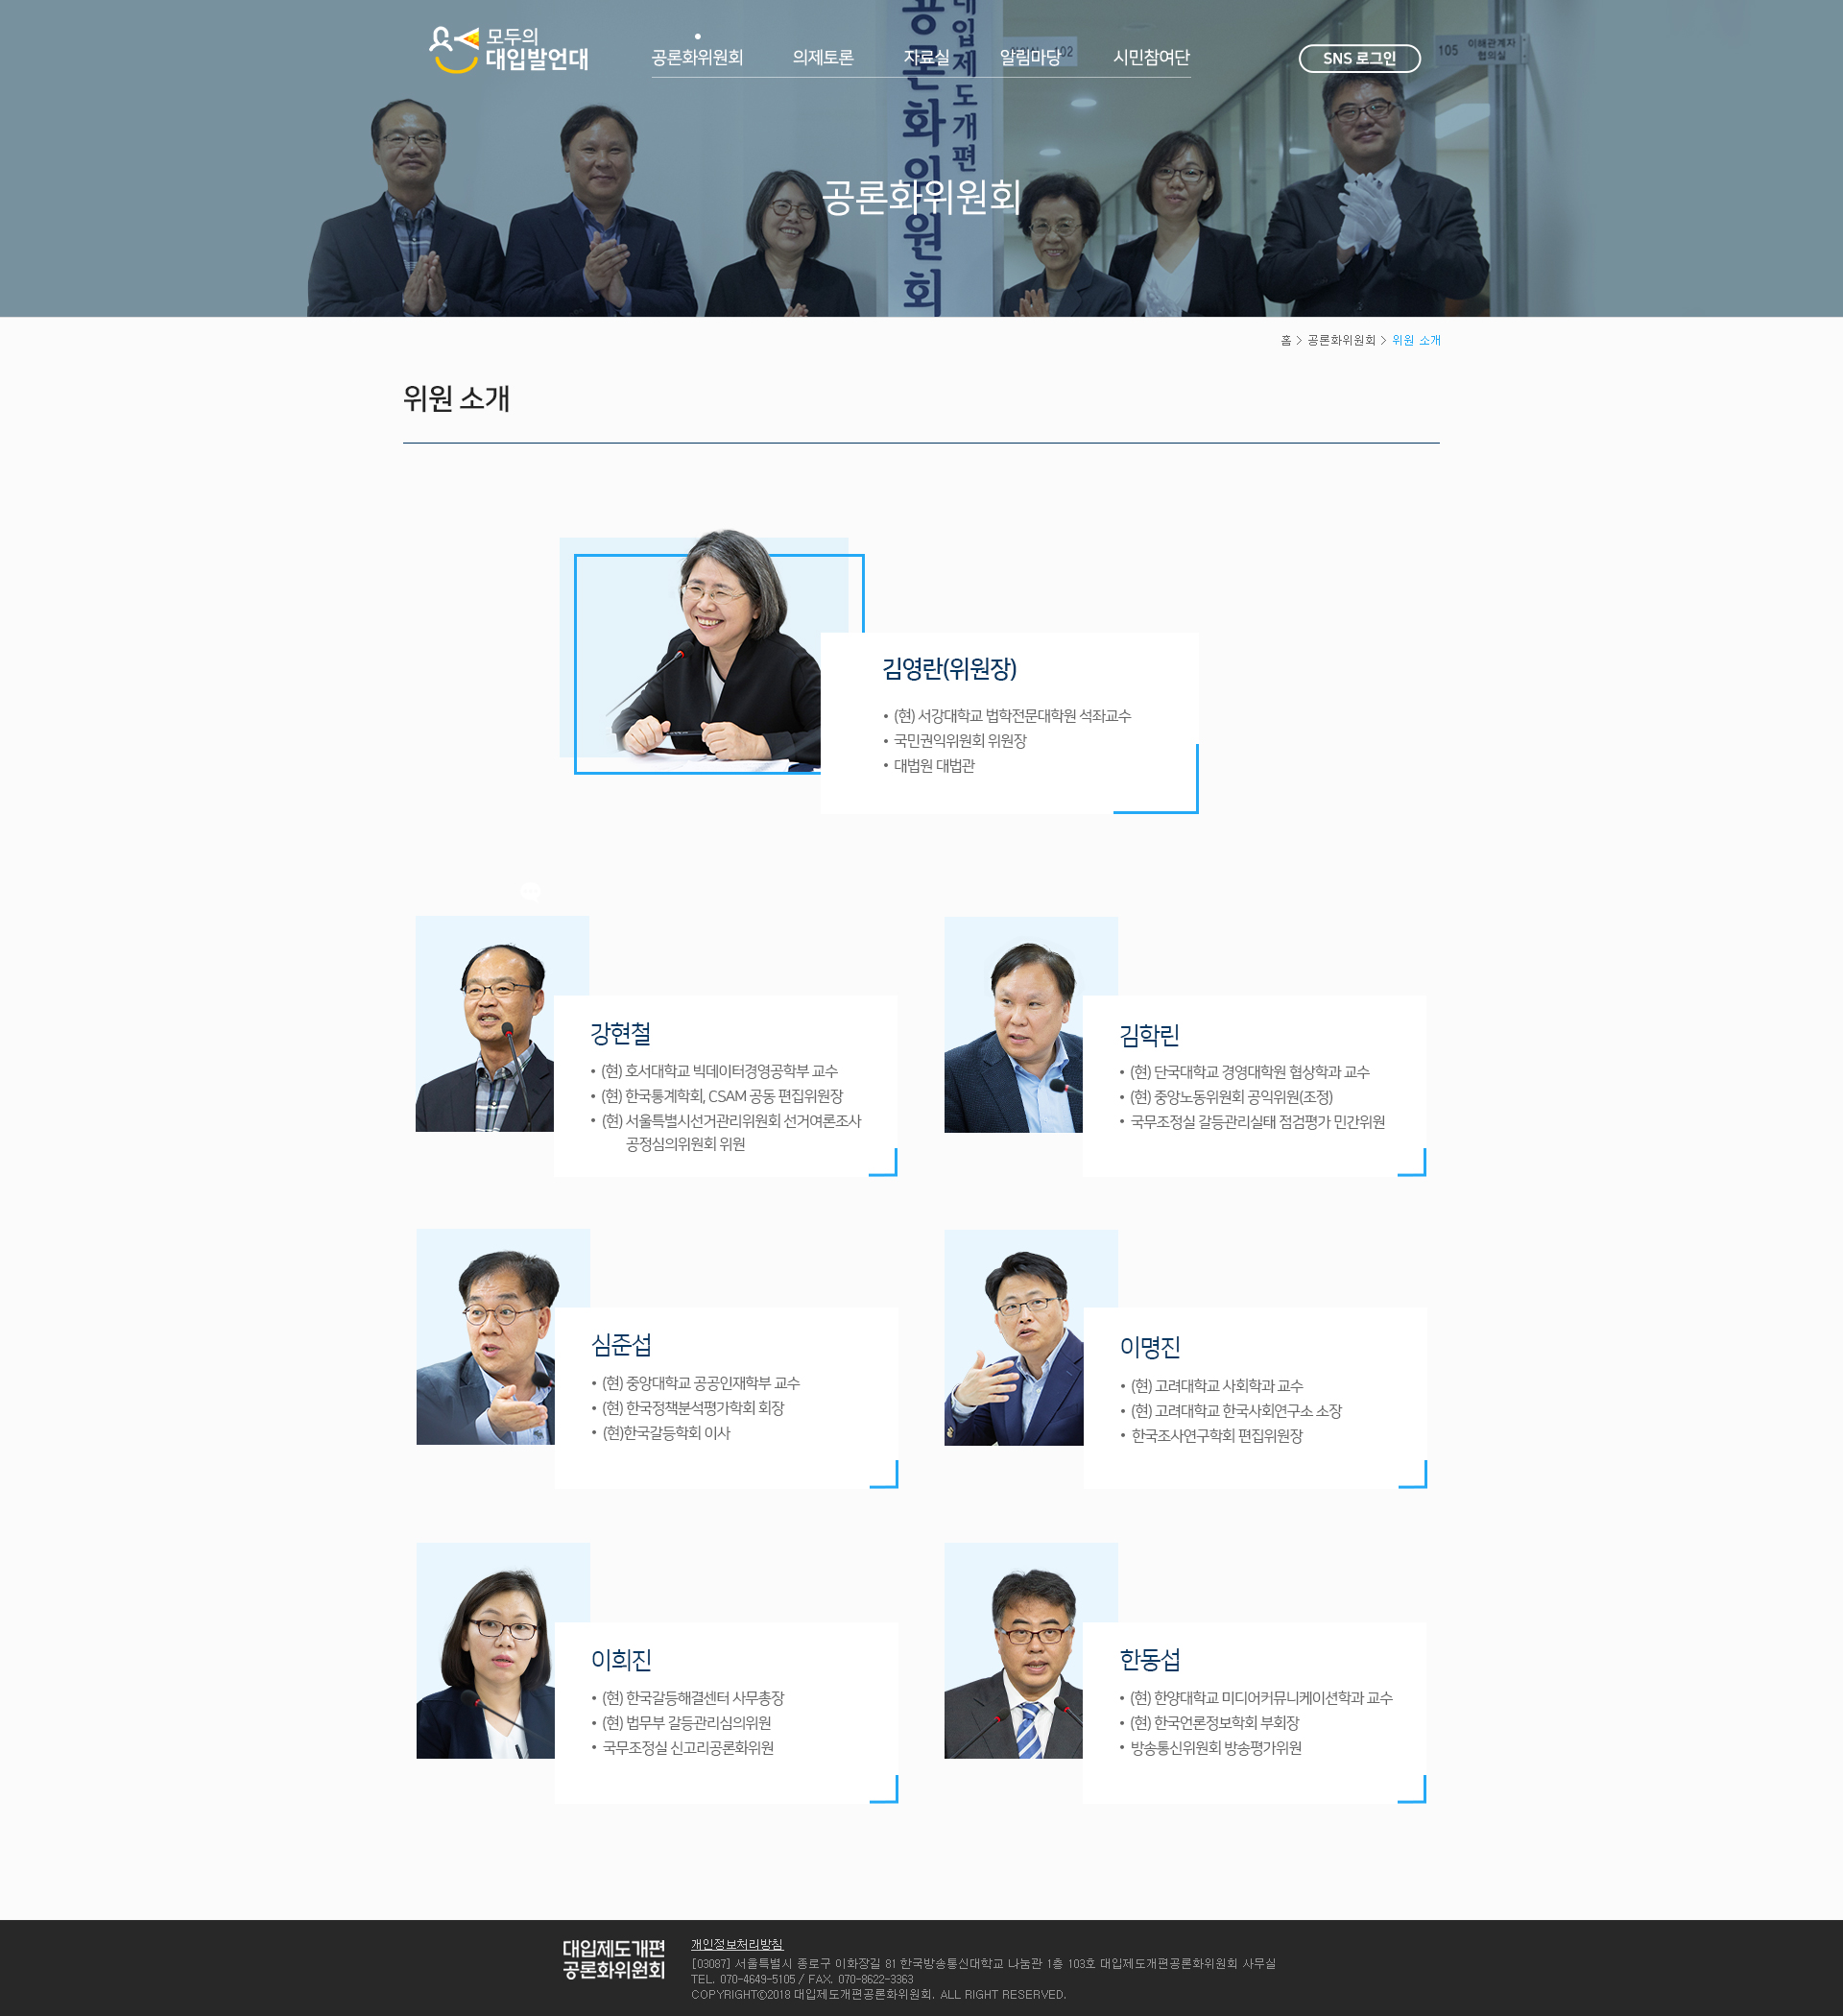 모두의
대입발언대
공론화위원회 의제토론 자료실 알림마당 시민참여단
SNS 로그인
공론화위원회
대입제도개편
102
105 이해관계자
협의실
공론화위원회
홈 > 공론화위원회 > 위원 소개
위원 소개
김영란(위원장)
• (현) 서강대학교 법학전문대학원 석좌교수
• 국민권익위원회 위원장
• 대법원 대법관
강현철
• (현) 호서대학교 빅데이터경영공학부 교수
• (현) 한국통계학회, CSAM 공동 편집위원장
• (현) 서울특별시선거관리위원회 선거여론조사
공정심의위원회 위원
김학린
• (현) 단국대학교 경영대학원 협상학과 교수
• (현) 중앙노동위원회 공익위원(조정)
• 국무조정실 갈등관리실태 점검평가 민간위원
심준섭
• (현) 중앙대학교 공공인재학부 교수
• (현) 한국정책분석평가학회 회장
• (현)한국갈등학회 이사
이명진
• (현) 고려대학교 사회학과 교수
• (현) 고려대학교 한국사회연구소 소장
• 한국조사연구학회 편집위원장
이희진
• (현) 한국갈등해결센터 사무총장
• (현) 법무부 갈등관리심의위원
• 국무조정실 신고리공론화위원
한동섭
• (현) 한양대학교 미디어커뮤니케이션학과 교수
• (현) 한국언론정보학회 부회장
• 방송통신위원회 방송평가위원
대입제도개편
공론화위원회
개인정보처리방침
[03087] 서울특별시 종로구 이화장길 81 한국방송통신대학교 나눔관 1층 103호 대입제도개편공론화위원회 사무실
TEL. 070-4649-5105 / FAX. 070-8622-3363
COPYRIGHT©2018 대입제도개편공론화위원회. ALL RIGHT RESERVED.